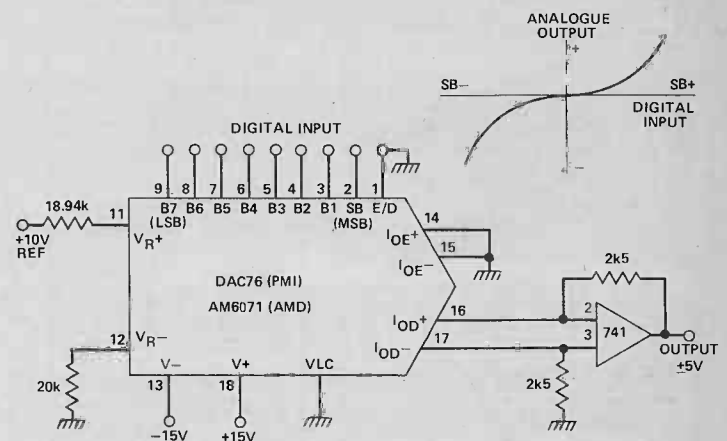 ANALOGUE
OUTPUT
+
SB−
SB+
DIGITAL
INPUT
−
DIGITAL INPUT
9 8 7 6 5 4 3 2 1
B7 B6 B5 B4 B3 B2 B1 SB E/D
(LSB) (MSB)
18.94k
11
+10V
REF
VR+
14
IOE+
15
IOE−
DAC76 (PMI)
AM6071 (AMD)
2k5
16
IOD+
2
741
12
VR−
17
IOD−
3
OUTPUT
±5V
20k
V−
V+
VLC
13
18
2k5
−15V
+15V